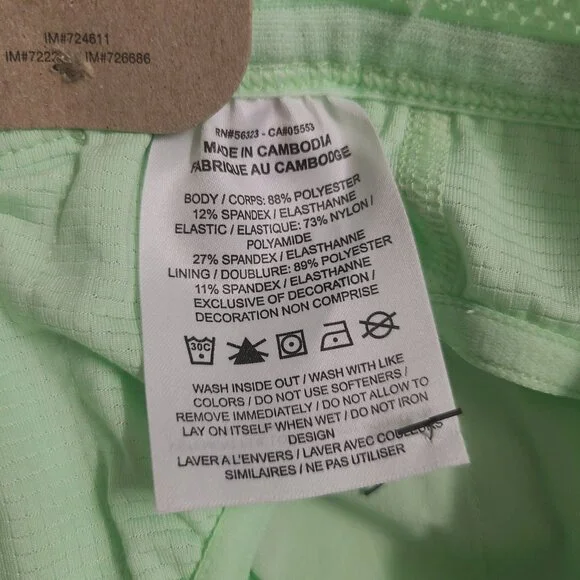 IM#724611
IM#722 IM#726686
RN#56323 - CA#05553
MADE IN CAMBODIA
FABRIQUE AU CAMBODGE
BODY / CORPS: 88% POLYESTER
12% SPANDEX / ELASTHANNE
ELASTIC / ELASTIQUE: 73% NYLON /
POLYAMIDE
27% SPANDEX / ELASTHANNE
LINING / DOUBLURE: 89% POLYESTER
11% SPANDEX / ELASTHANNE
EXCLUSIVE OF DECORATION /
DECORATION NON COMPRISE
30C
WASH INSIDE OUT / WASH WITH LIKE
COLORS / DO NOT USE SOFTENERS /
REMOVE IMMEDIATELY / DO NOT ALLOW TO
LAY ON ITSELF WHEN WET / DO NOT IRON
DESIGN
LAVER A L'ENVERS / LAVER AVEC COULEURS
SIMILAIRES / NE PAS UTILISER